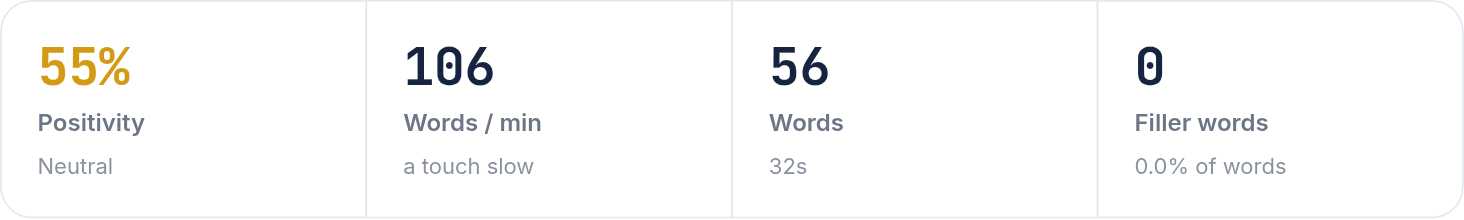 55%
Positivity
Neutral
106
Words / min
a touch slow
56
Words
32s
0
Filler words
0.0% of words